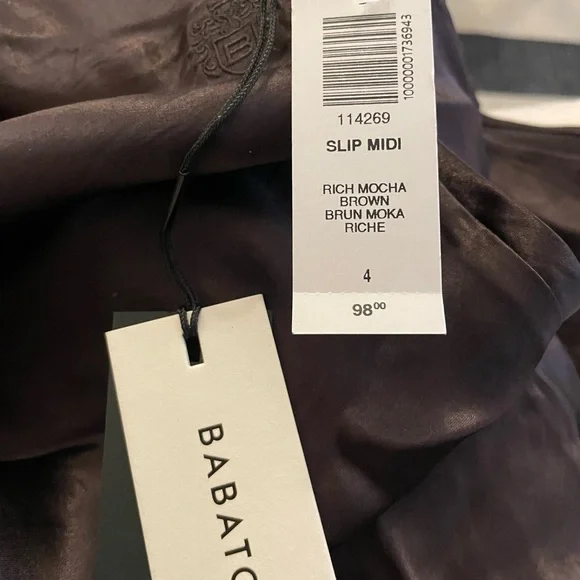 10000001736943
114269
SLIP MIDI
RICH MOCHA
BROWN
BRUN MOKA
RICHE
4
98⁰⁰
BABATO